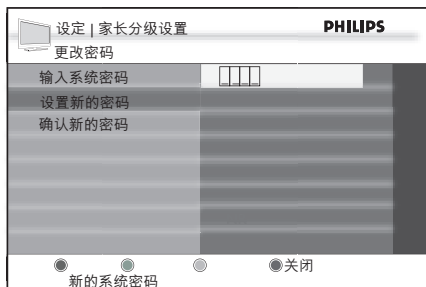 设定 | 家长分级设置 PHILIPS
更改密码
输入系统密码
设置新的密码
确认新的密码
关闭
新的系统密码